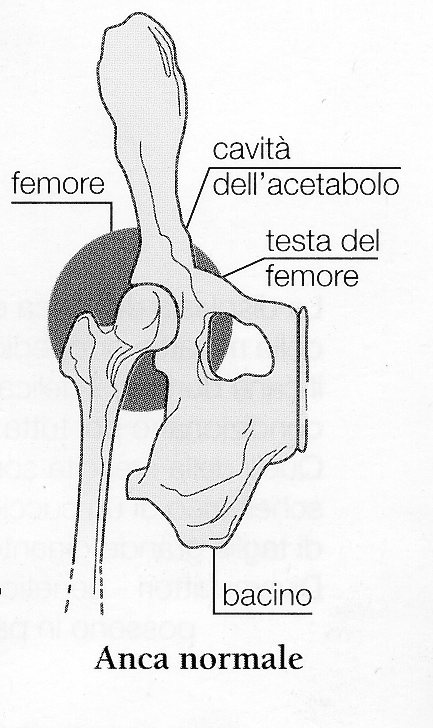 cavità
dell'acetabolo
femore
testa del
femore
bacino
Anca normale